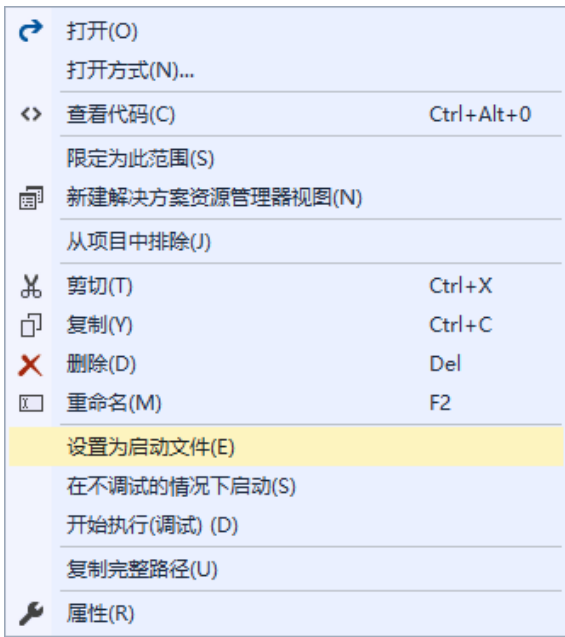 打开(O)
打开方式(N)...
查看代码(C) Ctrl+Alt+0
限定为此范围(S)
新建解决方案资源管理器视图(N)
从项目中排除(J)
剪切(T) Ctrl+X
复制(Y) Ctrl+C
删除(D) Del
重命名(M) F2
设置为启动文件(E)
在不调试的情况下启动(S)
开始执行(调试) (D)
复制完整路径(U)
属性(R)